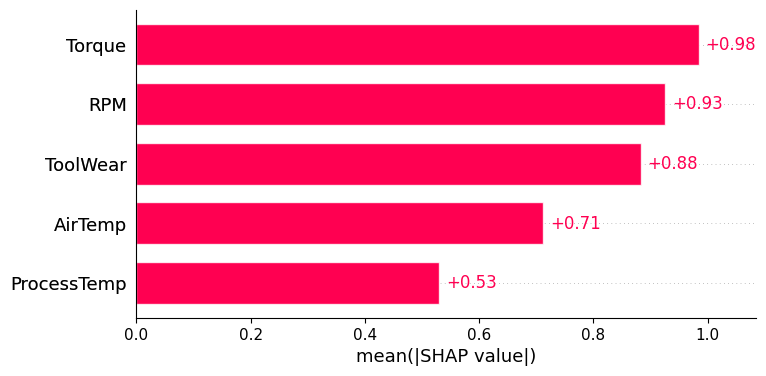 Torque +0.98
RPM +0.93
ToolWear +0.88
AirTemp +0.71
ProcessTemp +0.53
0.0 0.2 0.4 0.6 0.8 1.0
mean(|SHAP value|)